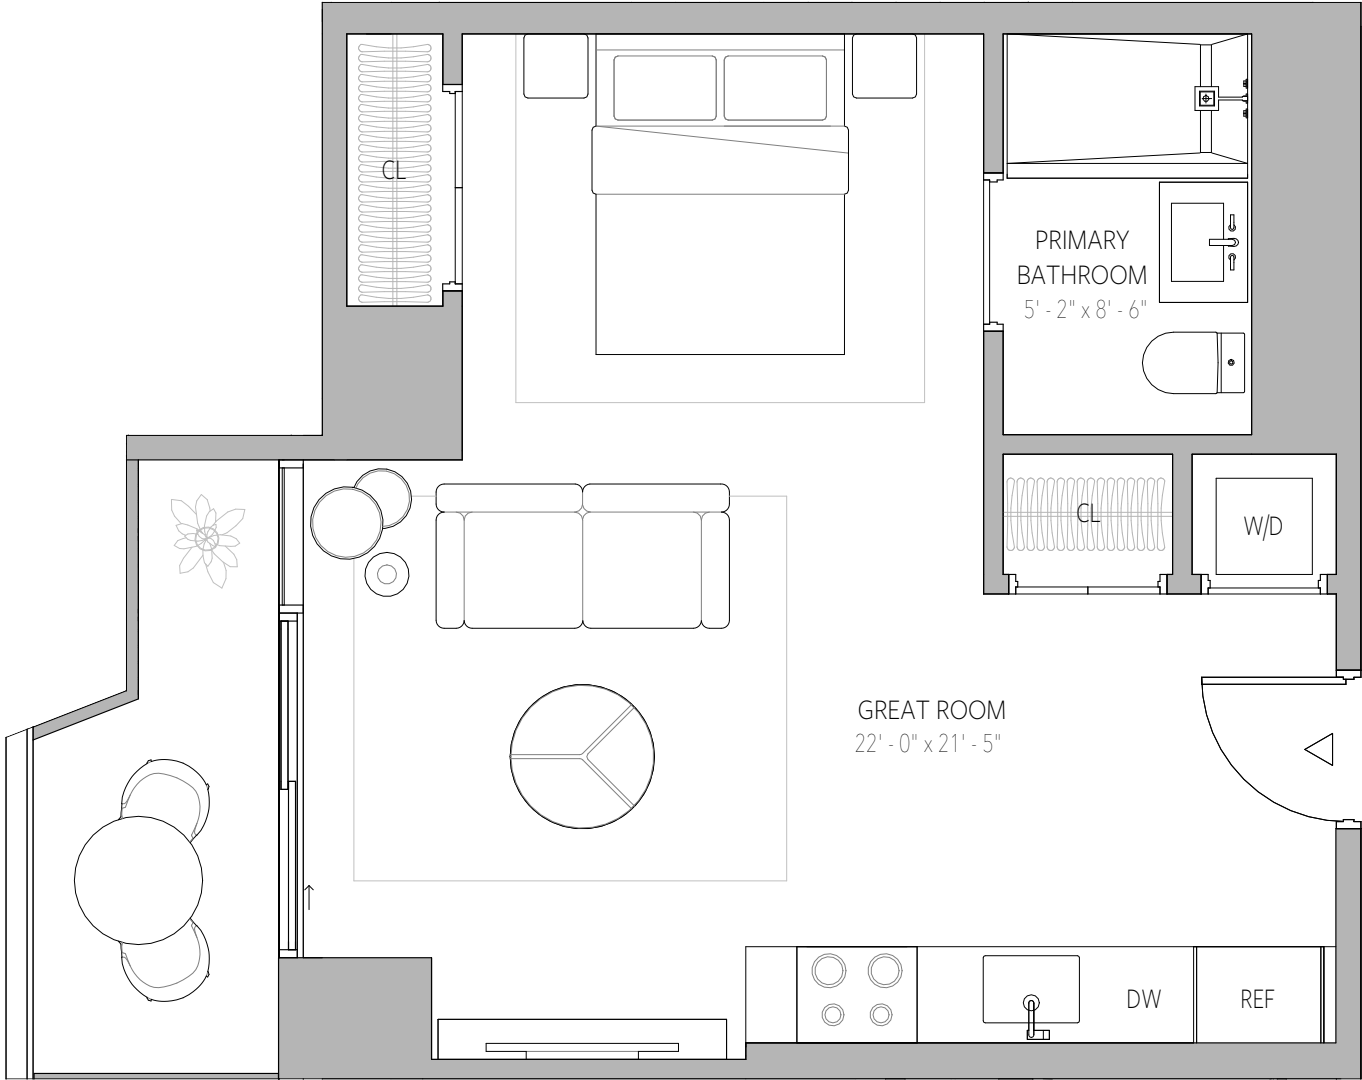 CL
PRIMARY
BATHROOM
5' - 2" x 8' - 6"
CL
W/D
GREAT ROOM
22' - 0" x 21' - 5"
DW
REF